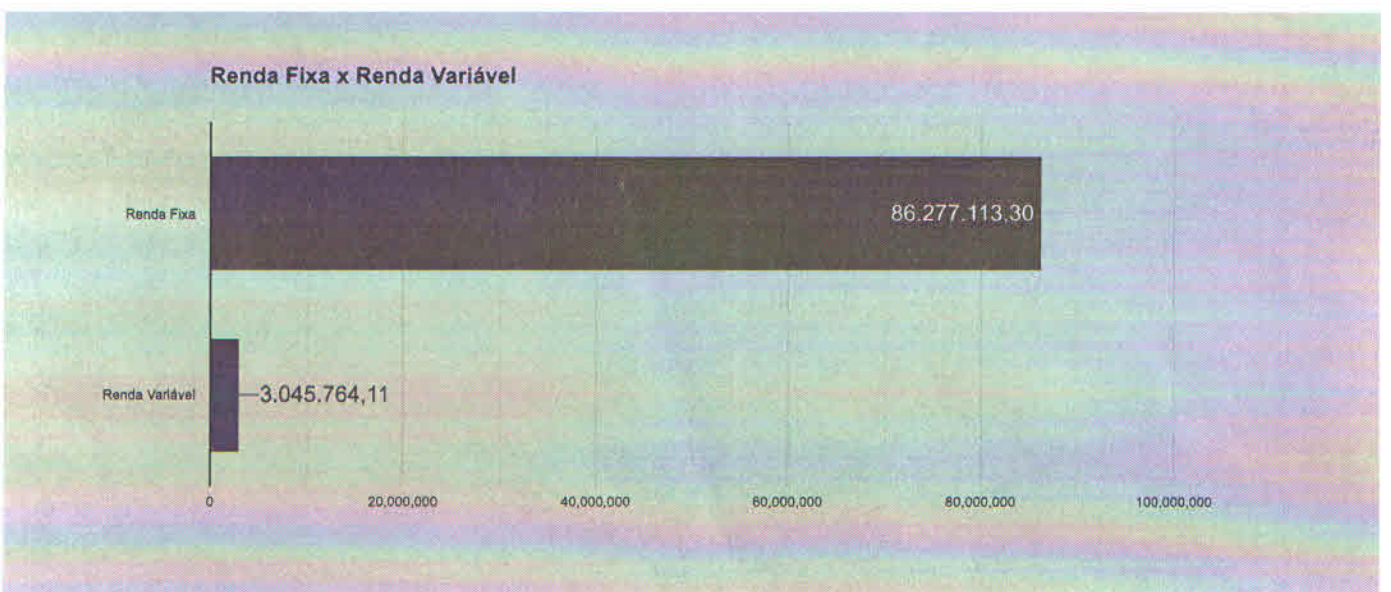 Renda Fixa x Renda Variável
Renda Fixa
86.277.113,30
Renda Variável
3.045.764,11
0 20,000,000 40,000,000 60,000,000 80,000,000 100,000,000